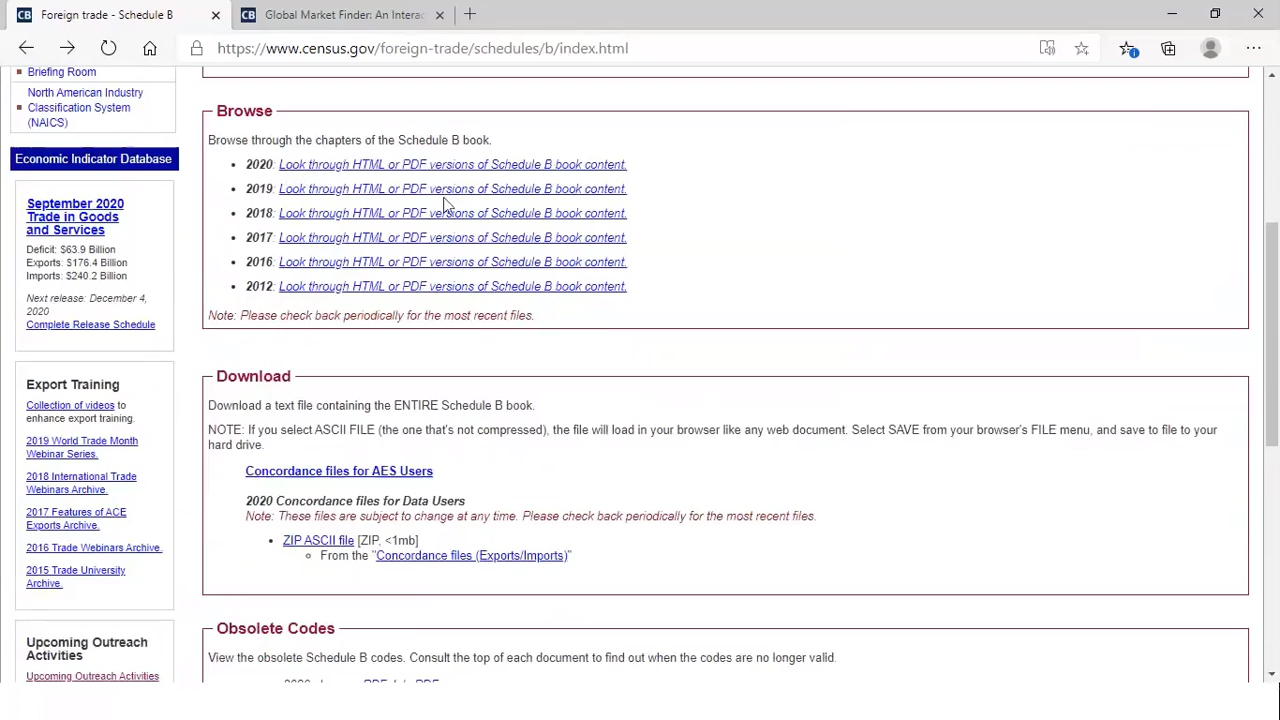 Foreign trade - Schedule B
Global Market Finder: An Interac
https://www.census.gov/foreign-trade/schedules/b/index.html
Briefing Room
North American Industry
Classification System
(NAICS)
Economic Indicator Database
September 2020
Trade in Goods
and Services
Deficit: $63.9 Billion
Exports: $176.4 Billion
Imports: $240.2 Billion
Next release: December 4,
2020
Complete Release Schedule
Export Training
Collection of videos to
enhance export training.
2019 World Trade Month
Webinar Series.
2018 International Trade
Webinars Archive.
2017 Features of ACE
Exports Archive.
2016 Trade Webinars Archive.
2015 Trade University
Archive.
Upcoming Outreach
Activities
Upcoming Outreach Activities
Browse
Browse through the chapters of the Schedule B book.
2020: Look through HTML or PDF versions of Schedule B book content.
2019: Look through HTML or PDF versions of Schedule B book content.
2018: Look through HTML or PDF versions of Schedule B book content.
2017: Look through HTML or PDF versions of Schedule B book content.
2016: Look through HTML or PDF versions of Schedule B book content.
2012: Look through HTML or PDF versions of Schedule B book content.
Note: Please check back periodically for the most recent files.
Download
Download a text file containing the ENTIRE Schedule B book.
NOTE: If you select ASCII FILE (the one that's not compressed), the file will load in your browser like any web document. Select SAVE from your browser's FILE menu, and save to file to your
hard drive.
Concordance files for AES Users
2020 Concordance files for Data Users
Note: These files are subject to change at any time. Please check back periodically for the most recent files.
ZIP ASCII file [ZIP, <1mb]
From the "Concordance files (Exports/Imports)"
Obsolete Codes
View the obsolete Schedule B codes. Consult the top of each document to find out when the codes are no longer valid.